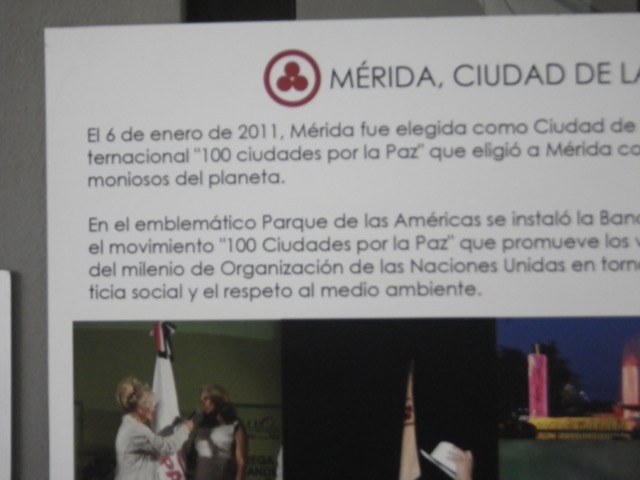 MÉRIDA, CIUDAD DE LA
El 6 de enero de 2011, Mérida fue elegida como Ciudad de
ternacional "100 ciudades por la Paz" que eligió a Mérida co
moniosos del planeta.
En el emblemático Parque de las Américas se instaló la Ban
el movimiento "100 Ciudades por la Paz" que promueve los v
del milenio de Organización de las Naciones Unidas en torn
ticia social y el respeto al medio ambiente.